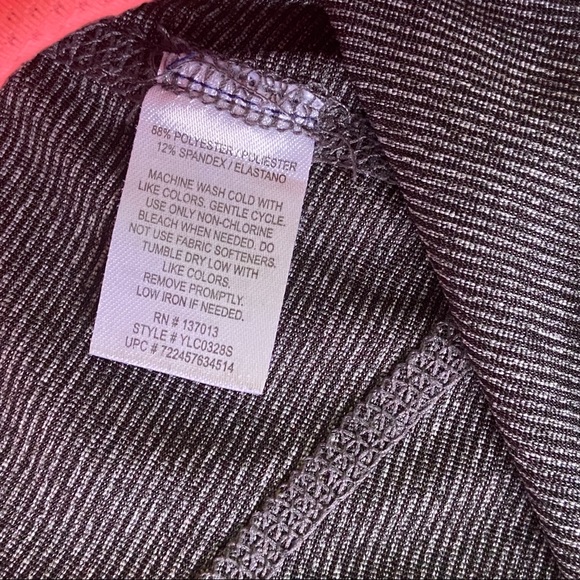 88% POLYESTER / POLIESTER
12% SPANDEX / ELASTANO
MACHINE WASH COLD WITH
LIKE COLORS. GENTLE CYCLE.
USE ONLY NON-CHLORINE
BLEACH WHEN NEEDED. DO
NOT USE FABRIC SOFTENERS.
TUMBLE DRY LOW WITH
LIKE COLORS.
REMOVE PROMPTLY.
LOW IRON IF NEEDED.
RN # 137013
STYLE # YLC0328S
UPC # 722457634514